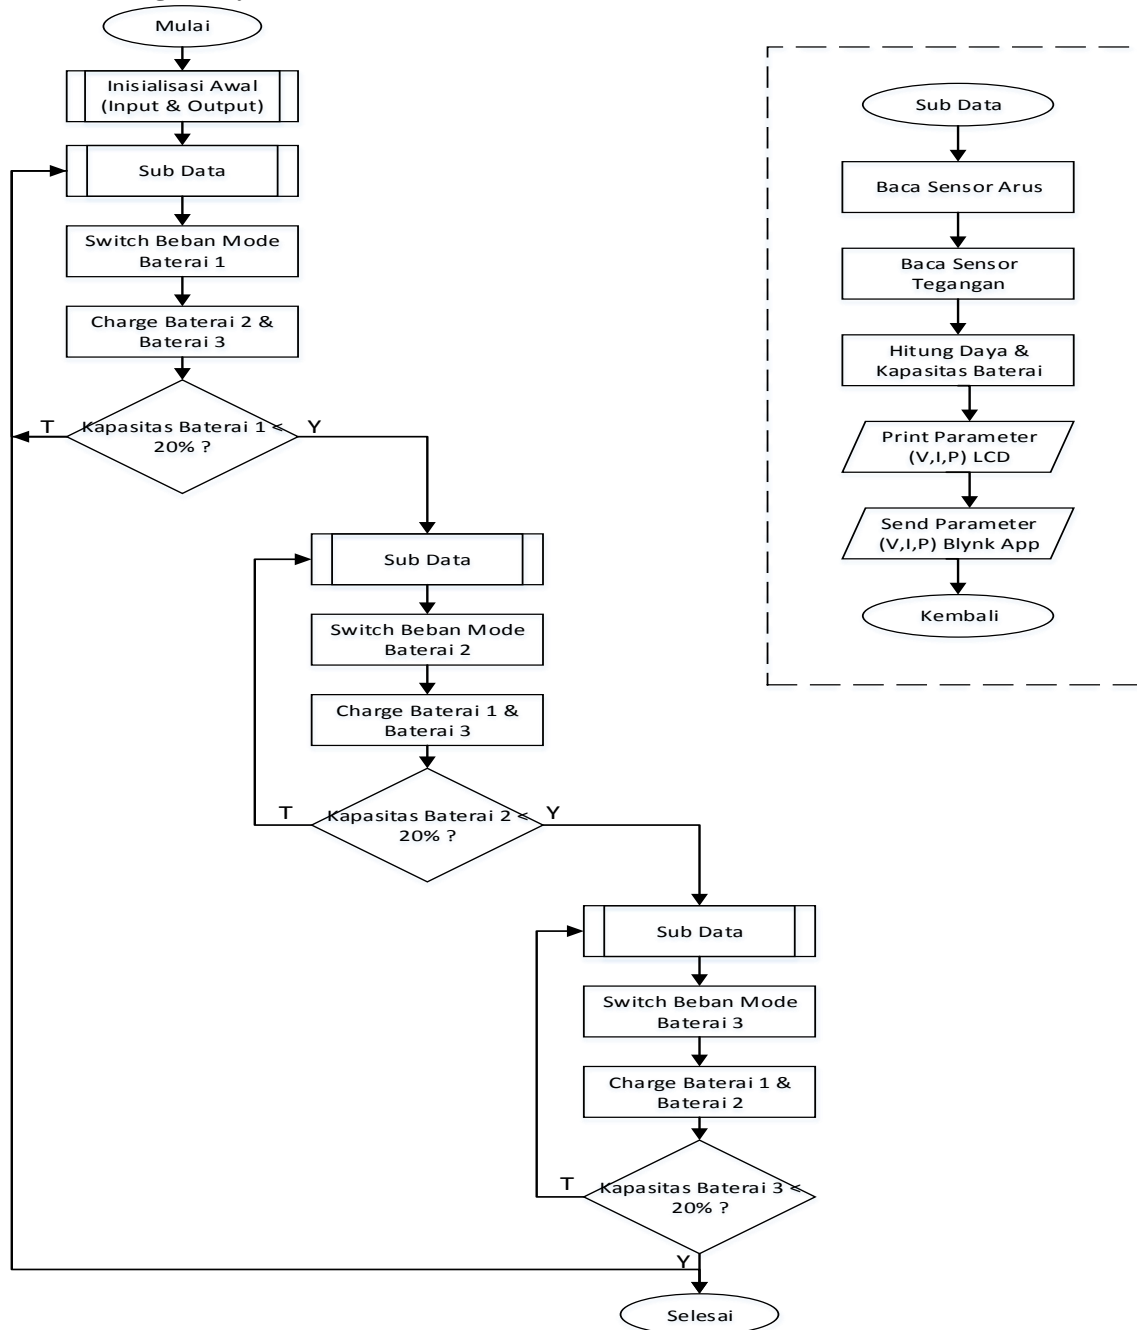 Mulai
Inisialisasi Awal
(Input & Output)
Sub Data
Switch Beban Mode
Baterai 1
Charge Baterai 2 &
Baterai 3
T
Kapasitas Baterai 1 <
20% ?
Y
Sub Data
Switch Beban Mode
Baterai 2
Charge Baterai 1 &
Baterai 3
T
Kapasitas Baterai 2 <
20% ?
Y
Sub Data
Switch Beban Mode
Baterai 3
Charge Baterai 1 &
Baterai 2
T
Kapasitas Baterai 3 <
20% ?
Y
Selesai
Sub Data
Baca Sensor Arus
Baca Sensor
Tegangan
Hitung Daya &
Kapasitas Baterai
Print Parameter
(V,I,P) LCD
Send Parameter
(V,I,P) Blynk App
Kembali